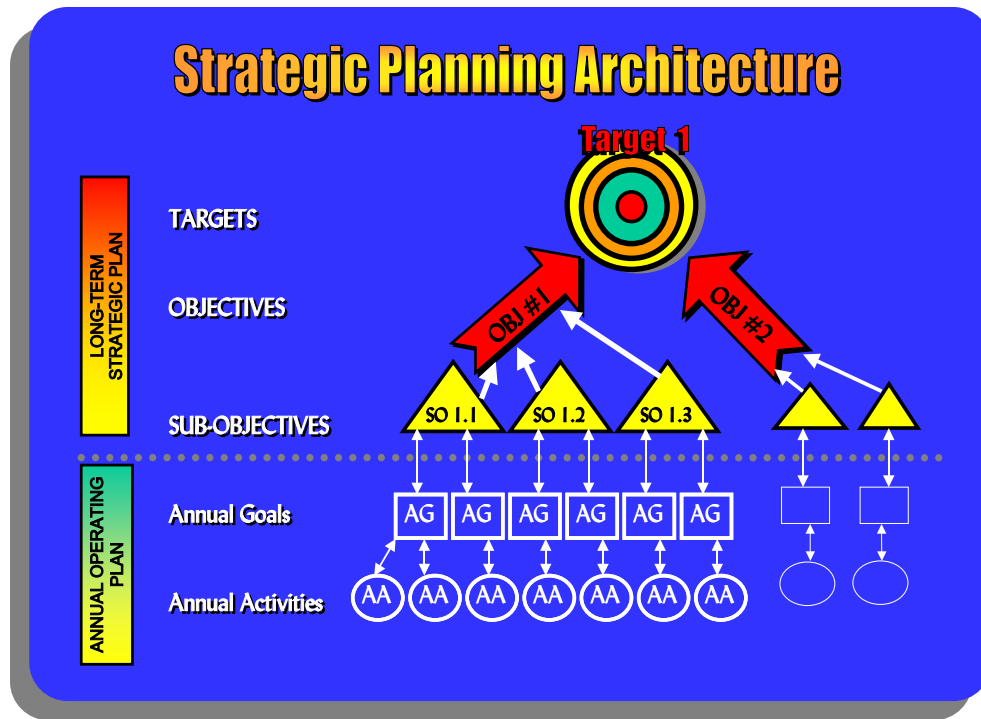 Strategic Planning Architecture
Target 1
TARGETS
OBJECTIVES
SUB-OBJECTIVES
LONG-TERM
STRATEGIC PLAN
OBJ #1
OBJ #2
SO 1.1
SO 1.2
SO 1.3
ANNUAL OPERATING
PLAN
Annual Goals
AG
AG
AG
AG
AG
AG
Annual Activities
AA
AA
AA
AA
AA
AA
AA